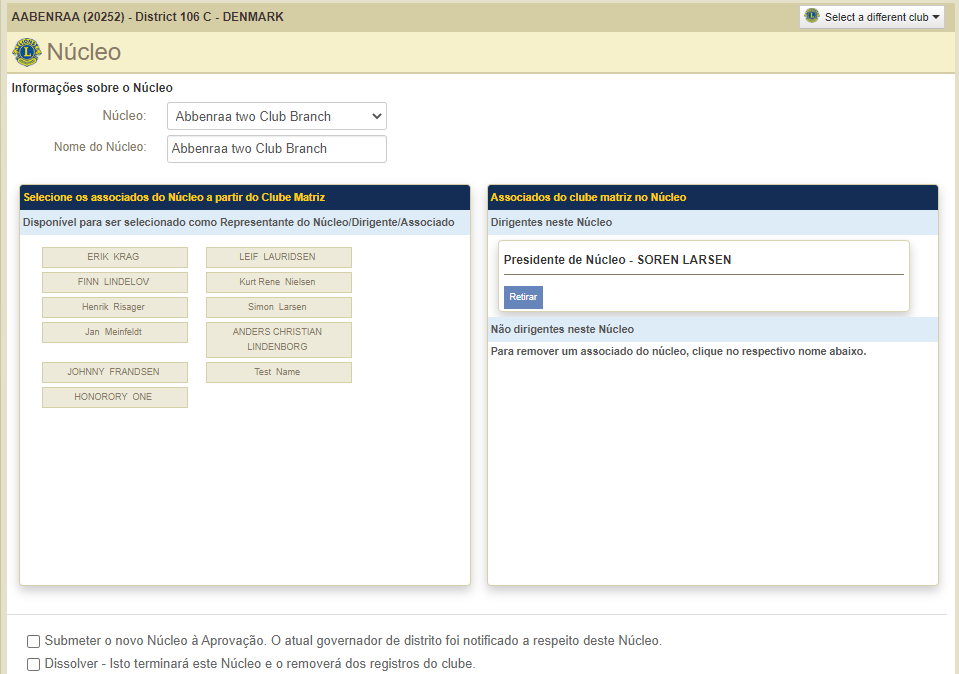 AABENRAA (20252) - District 106 C - DENMARK
Select a different club
Núcleo
Informações sobre o Núcleo
Núcleo: Abbenraa two Club Branch
Nome do Núcleo: Abbenraa two Club Branch
Selecione os associados do Núcleo a partir do Clube Matriz
Disponível para ser selecionado como Representante do Núcleo/Dirigente/Associado
ERIK KRAG
LEIF LAURIDSEN
FINN LINDELOV
Kurt Rene Nielsen
Henrik Risager
Simon Larsen
Jan Meinfeldt
ANDERS CHRISTIAN
LINDENBORG
JOHNNY FRANDSEN
Test Name
HONORORY ONE
Associados do clube matriz no Núcleo
Dirigentes neste Núcleo
Presidente de Núcleo - SOREN LARSEN
Retirar
Não dirigentes neste Núcleo
Para remover um associado do núcleo, clique no respectivo nome abaixo.
Submeter o novo Núcleo à Aprovação. O atual governador de distrito foi notificado a respeito deste Núcleo.
Dissolver - Isto terminará este Núcleo e o removerá dos registros do clube.